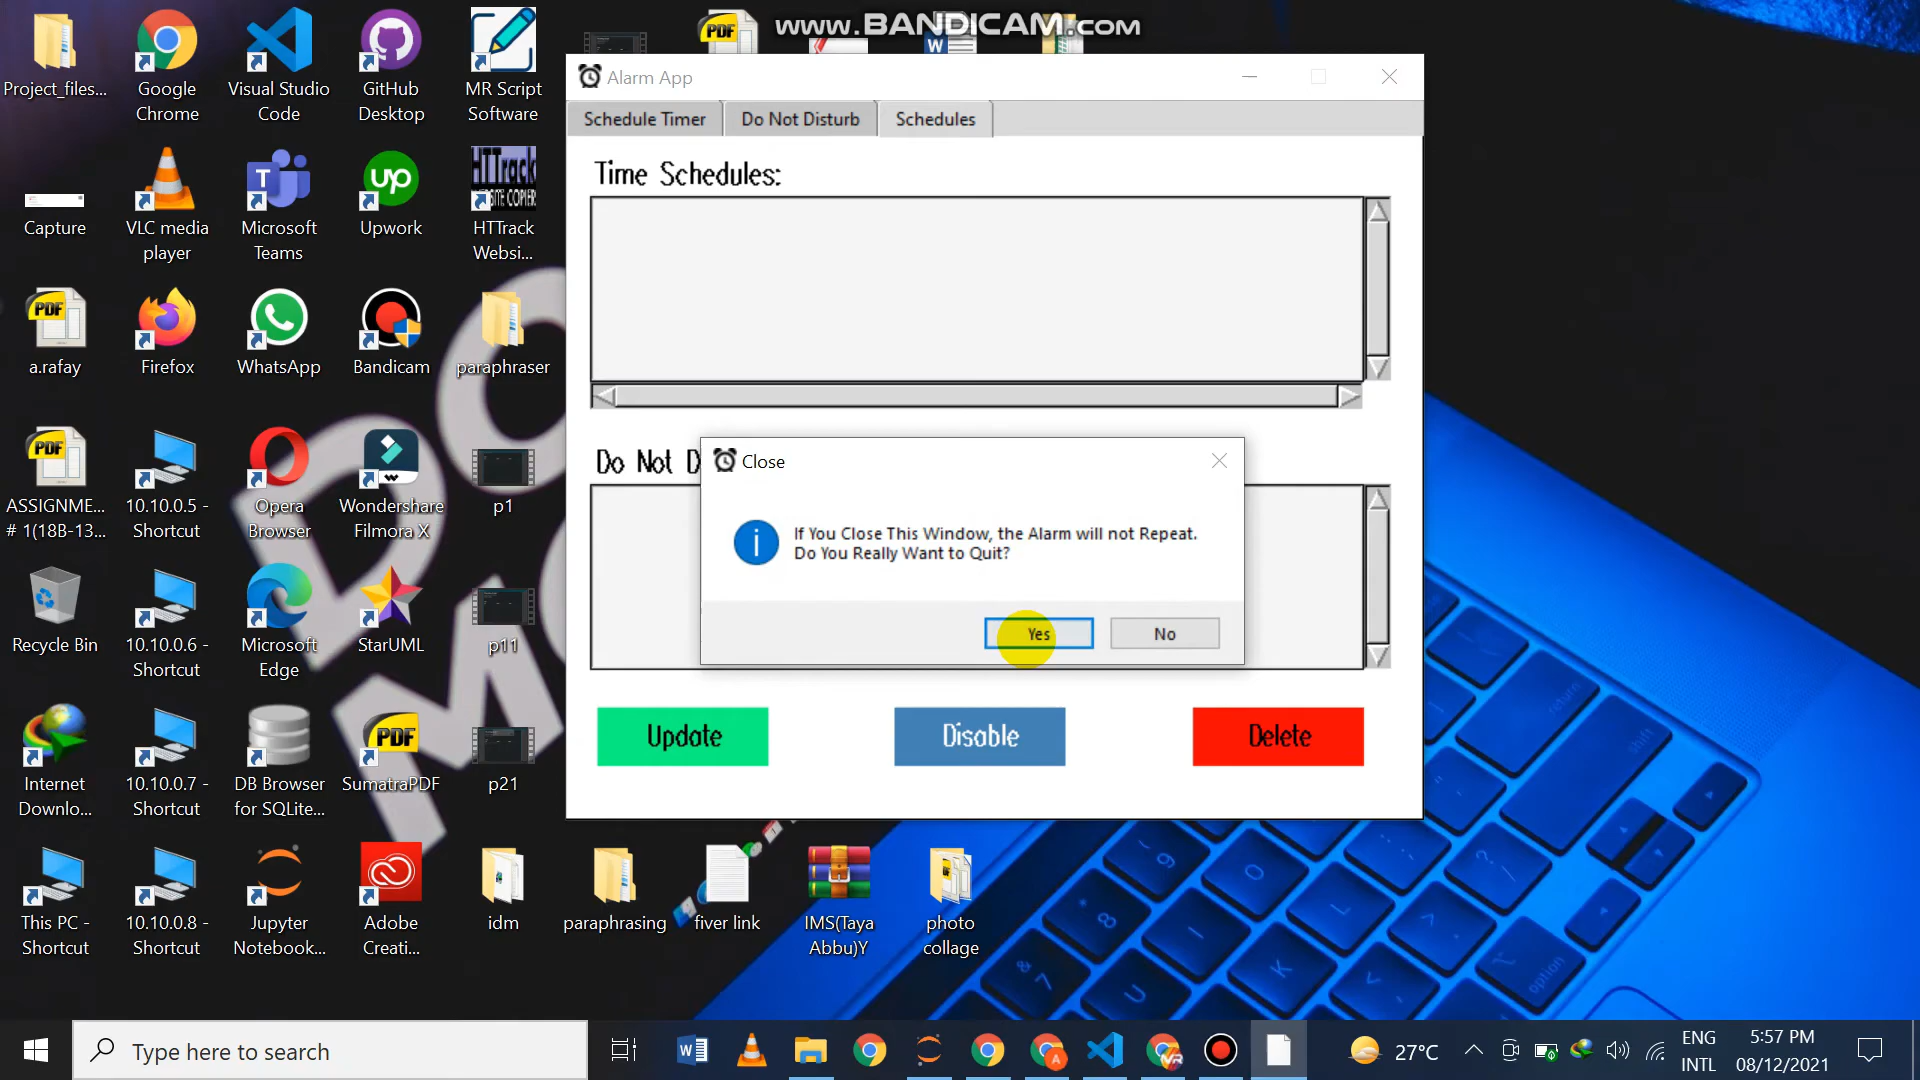 www.BANDICAM.com
Project_files...
Google
Chrome
Visual Studio
Code
GitHub
Desktop
MR Script
Software
Capture
VLC media
player
Microsoft
Teams
Upwork
HTTrack
Websi...
a.rafay
Firefox
WhatsApp
Bandicam
paraphraser
ASSIGNME...
# 1(18B-13...
10.10.0.5 -
Shortcut
Opera
Browser
Wondershare
Filmora X
p1
Recycle Bin
10.10.0.6 -
Shortcut
Microsoft
Edge
StarUML
p11
Internet
Downlo...
10.10.0.7 -
Shortcut
DB Browser
for SQLite...
SumatraPDF
p21
This PC -
Shortcut
10.10.0.8 -
Shortcut
Jupyter
Notebook...
Adobe
Creati...
idm
paraphrasing
fiver link
IMS(Taya
Abbu)Y
photo
collage
Alarm App
Schedule Timer
Do Not Disturb
Schedules
Time Schedules:
Do Not D
Close
If You Close This Window, the Alarm will not Repeat.
Do You Really Want to Quit?
Yes
No
Update
Disable
Delete
Type here to search
27°C
ENG
INTL
5:57 PM
08/12/2021